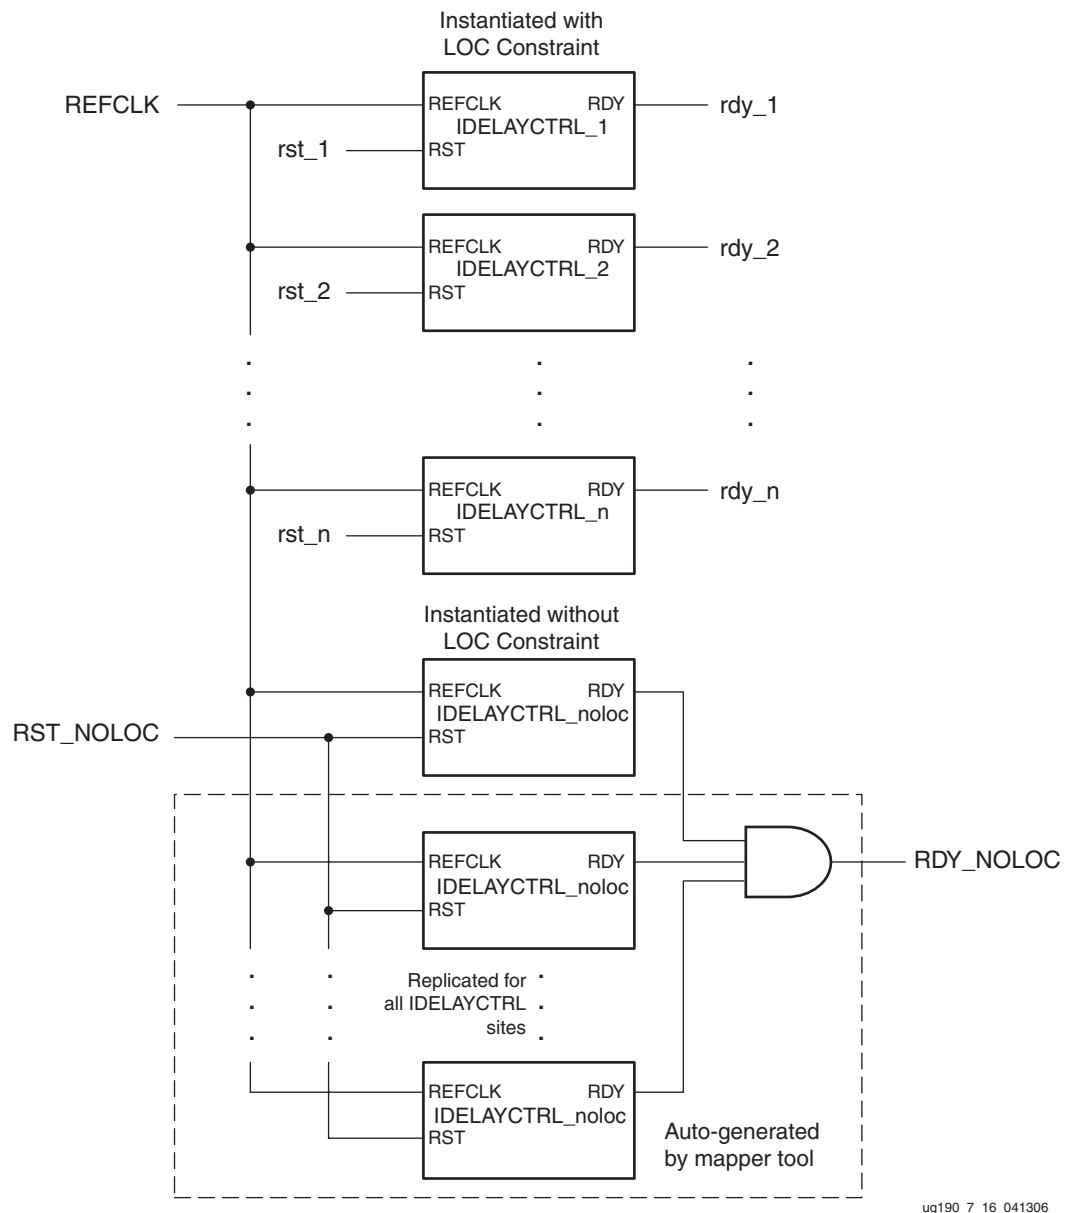 Instantiated with
LOC Constraint
REFCLK
REFCLK RDY
rdy_1
IDELAYCTRL_1
rst_1
RST
REFCLK RDY
rdy_2
IDELAYCTRL_2
rst_2
RST
REFCLK RDY
rdy_n
IDELAYCTRL_n
rst_n
RST
Instantiated without
LOC Constraint
REFCLK RDY
IDELAYCTRL_noloc
RST_NOLOC
RST
REFCLK RDY
RDY_NOLOC
IDELAYCTRL_noloc
RST
Replicated for
all IDELAYCTRL
sites
REFCLK RDY
IDELAYCTRL_noloc
RST
Auto-generated
by mapper tool
ug190_7_16_041306